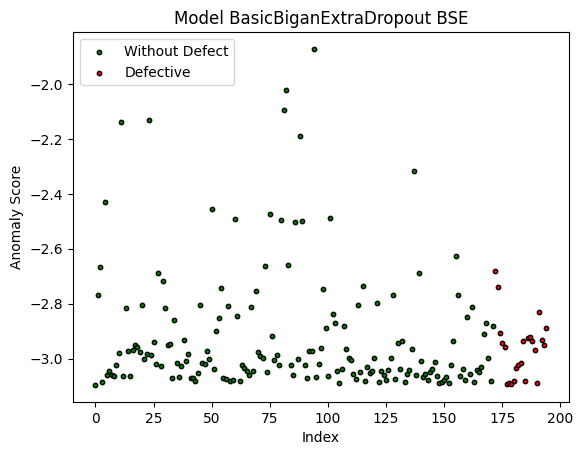 Model BasicBiganExtraDropout BSE
Without Defect
Defective
−2.0
−2.2
−2.4
−2.6
−2.8
−3.0
Anomaly Score
0 25 50 75 100 125 150 175 200
Index